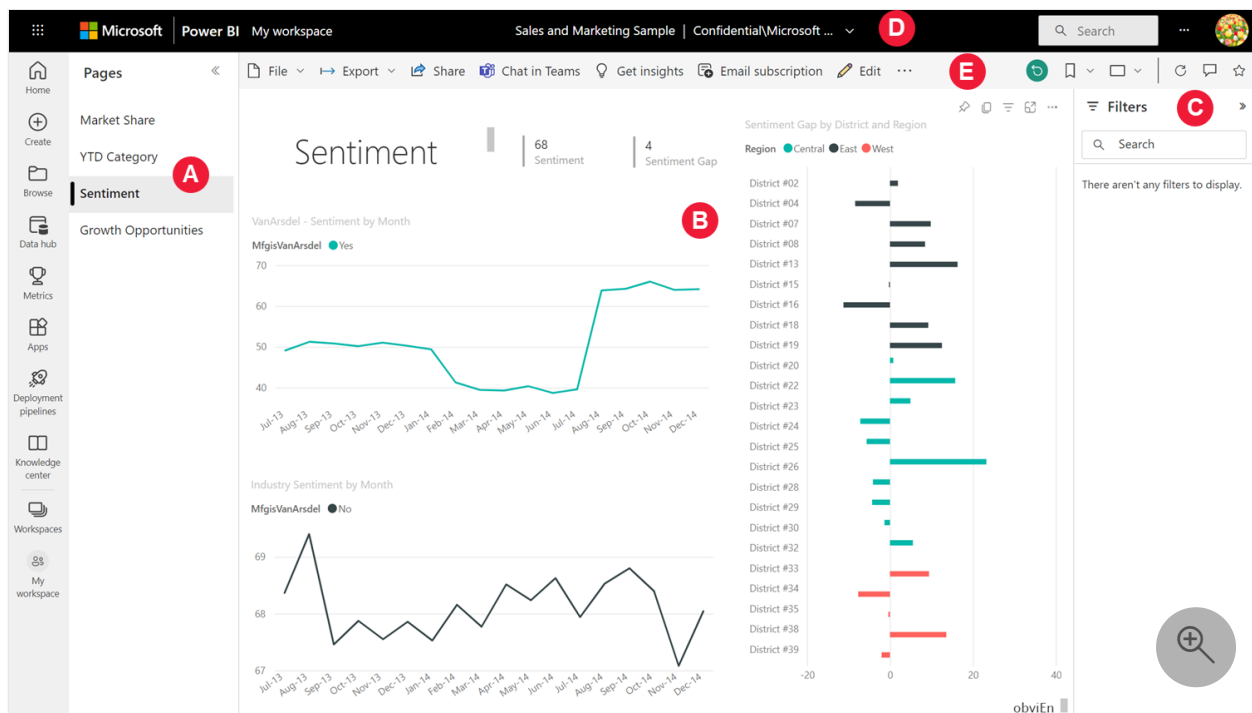 Microsoft Power BI My workspace Sales and Marketing Sample | Confidential\Microsoft ... D Search ...
Home
Create
Browse
Data hub
Metrics
Apps
Deployment
pipelines
Knowledge
center
Workspaces
My
workspace
Pages
Market Share
YTD Category
A
Sentiment
Growth Opportunities
File Export Share Chat in Teams Get insights Email subscription Edit ... E
Sentiment
68
Sentiment
4
Sentiment Gap
VanArsdel - Sentiment by Month
B
MfgisVanArsdel Yes
70
60
50
40
Jul-13 Aug-13 Sep-13 Oct-13 Nov-13 Dec-13 Jan-14 Feb-14 Mar-14 Apr-14 May-14 Jun-14 Jul-14 Aug-14 Sep-14 Oct-14 Nov-14 Dec-14
Industry Sentiment by Month
MfgisVanArsdel No
69
68
67
Jul-13 Aug-13 Sep-13 Oct-13 Nov-13 Dec-13 Jan-14 Feb-14 Mar-14 Apr-14 May-14 Jun-14 Jul-14 Aug-14 Sep-14 Oct-14 Nov-14 Dec-14
Sentiment Gap by District and Region
Region Central East West
District #02
District #04
District #07
District #08
District #13
District #15
District #16
District #18
District #19
District #20
District #22
District #23
District #24
District #25
District #26
District #28
District #29
District #30
District #32
District #33
District #34
District #35
District #38
District #39
-20 0 20 40
obviEn
Filters C
Search
There aren't any filters to display.